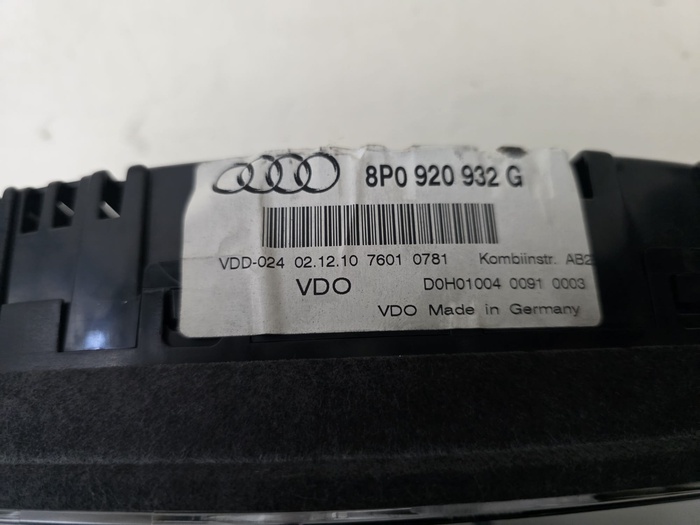 8P0 920 932 G
VDD-024 02.12.10 7601 0781 Kombiinstr. AB2
VDO D0H01004 0091 0003
VDO Made in Germany